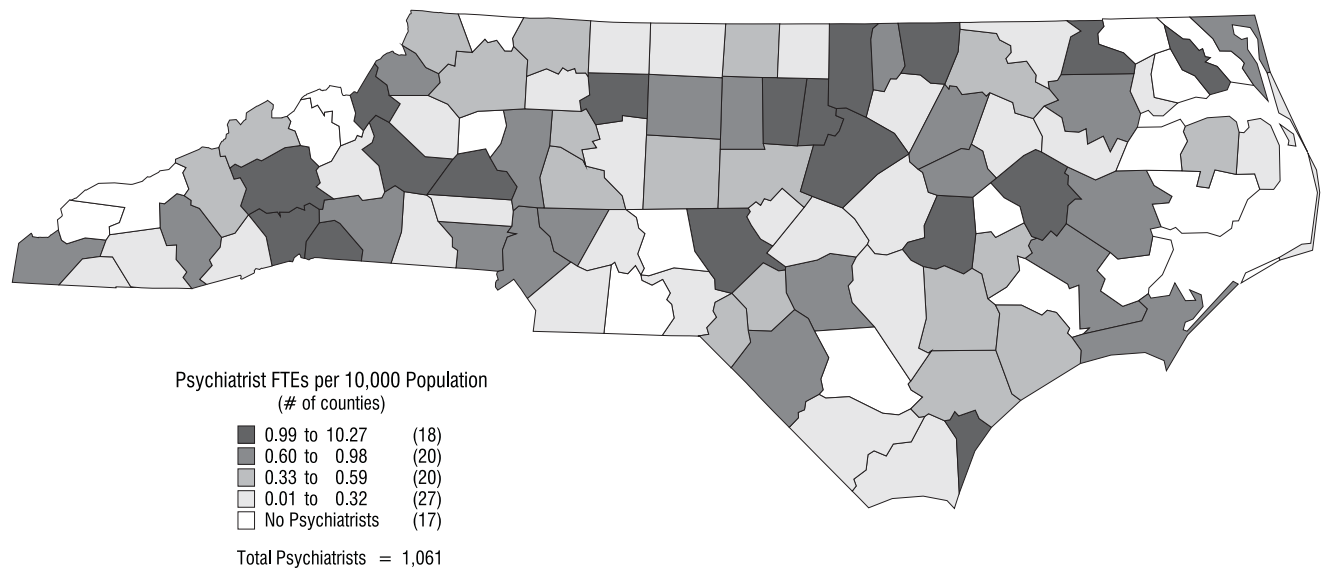 Psychiatrist FTEs per 10,000 Population
(# of counties)
0.99 to 10.27 (18)
0.60 to 0.98 (20)
0.33 to 0.59 (20)
0.01 to 0.32 (27)
No Psychiatrists (17)
Total Psychiatrists = 1,061